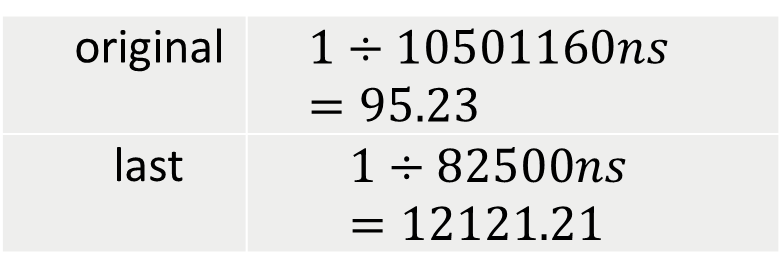 original
1 ÷ 10501160ns
= 95.23
last
1 ÷ 82500ns
= 12121.21